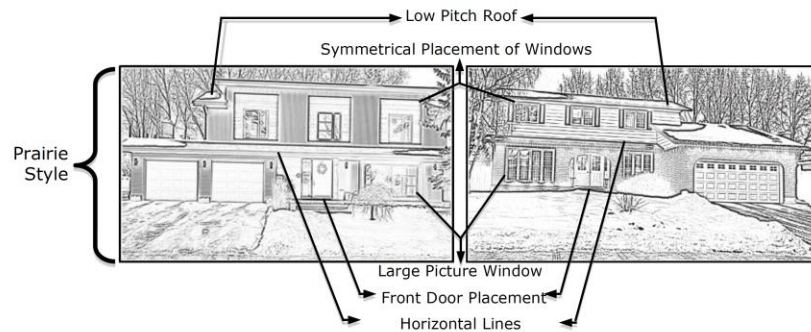 Low Pitch Roof
Symmetrical Placement of Windows
Prairie
Style
Large Picture Window
Front Door Placement
Horizontal Lines